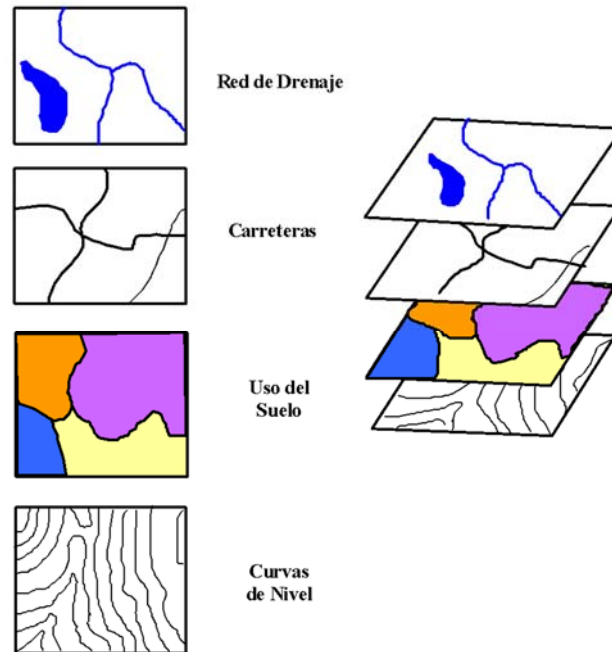 Red de Drenaje
Carreteras
Uso del
Suelo
Curvas
de Nivel